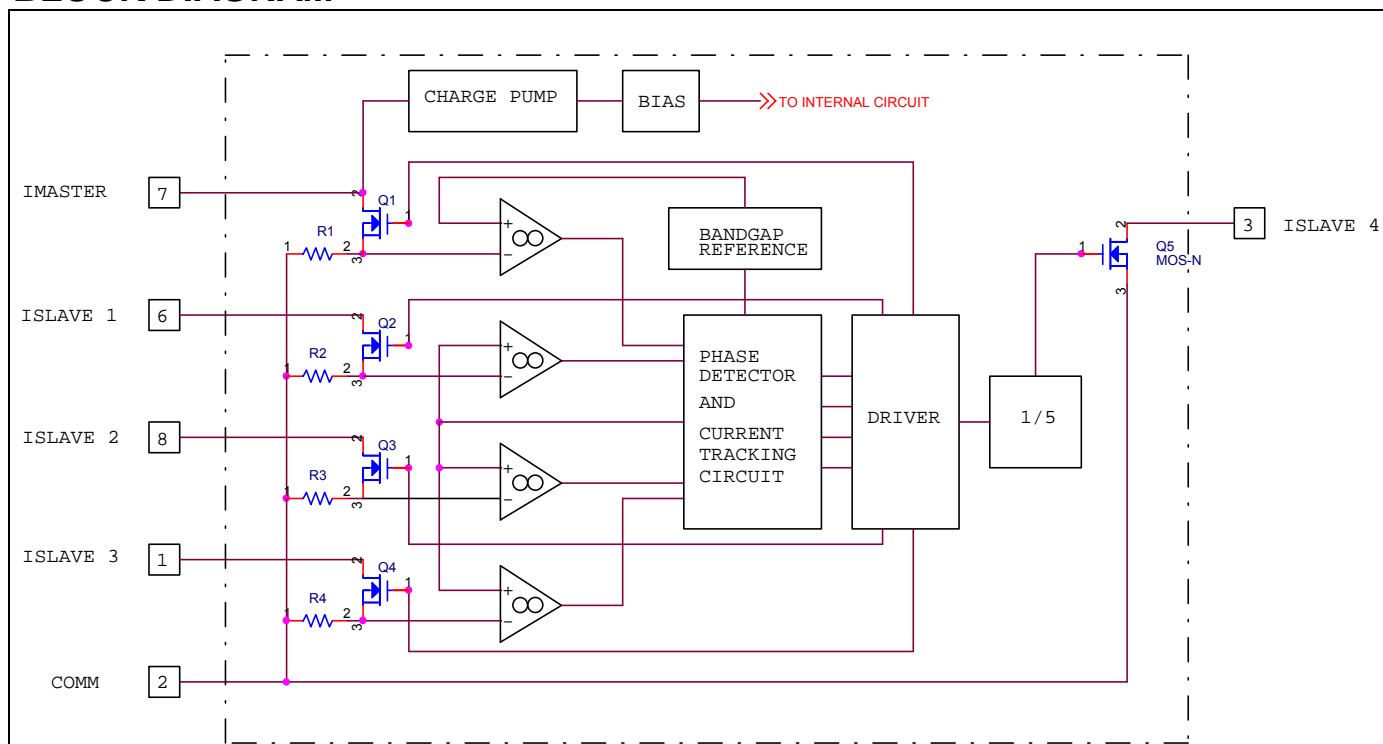 BLOCK DIAGRAM
CHARGE PUMP
BIAS
TO INTERNAL CIRCUIT
IMASTER
7
2
Q1
1
R1
1
2
3
+
−
BANDGAP
REFERENCE
2
1
Q5
MOS-N
3
3
ISLAVE 4
ISLAVE 1
6
2
Q2
1
R2
1
2
3
+
−
PHASE
DETECTOR
AND
CURRENT
TRACKING
CIRCUIT
DRIVER
1/5
ISLAVE 2
8
2
Q3
1
R3
1
2
3
+
−
ISLAVE 3
1
2
Q4
1
R4
1
2
3
+
−
COMM
2